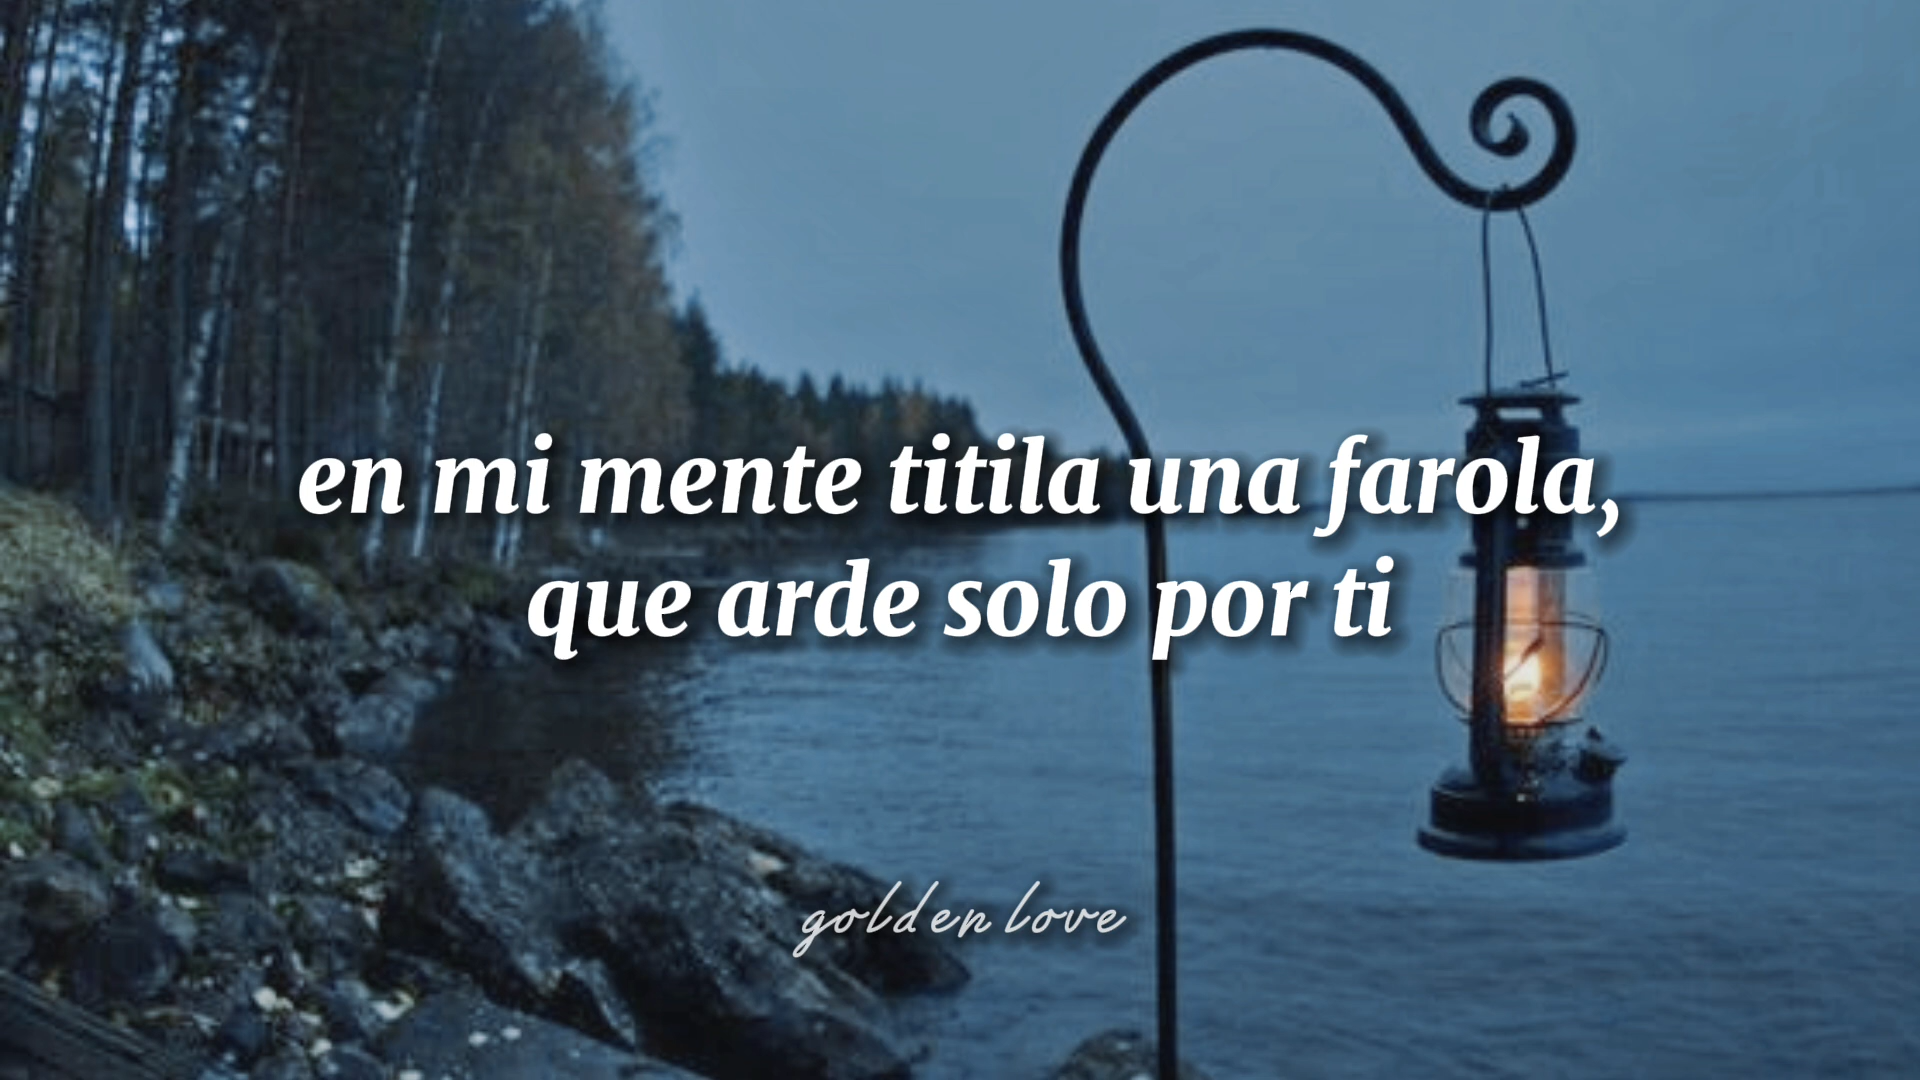 en mi mente titila una farola,
que arde solo por ti
golden love